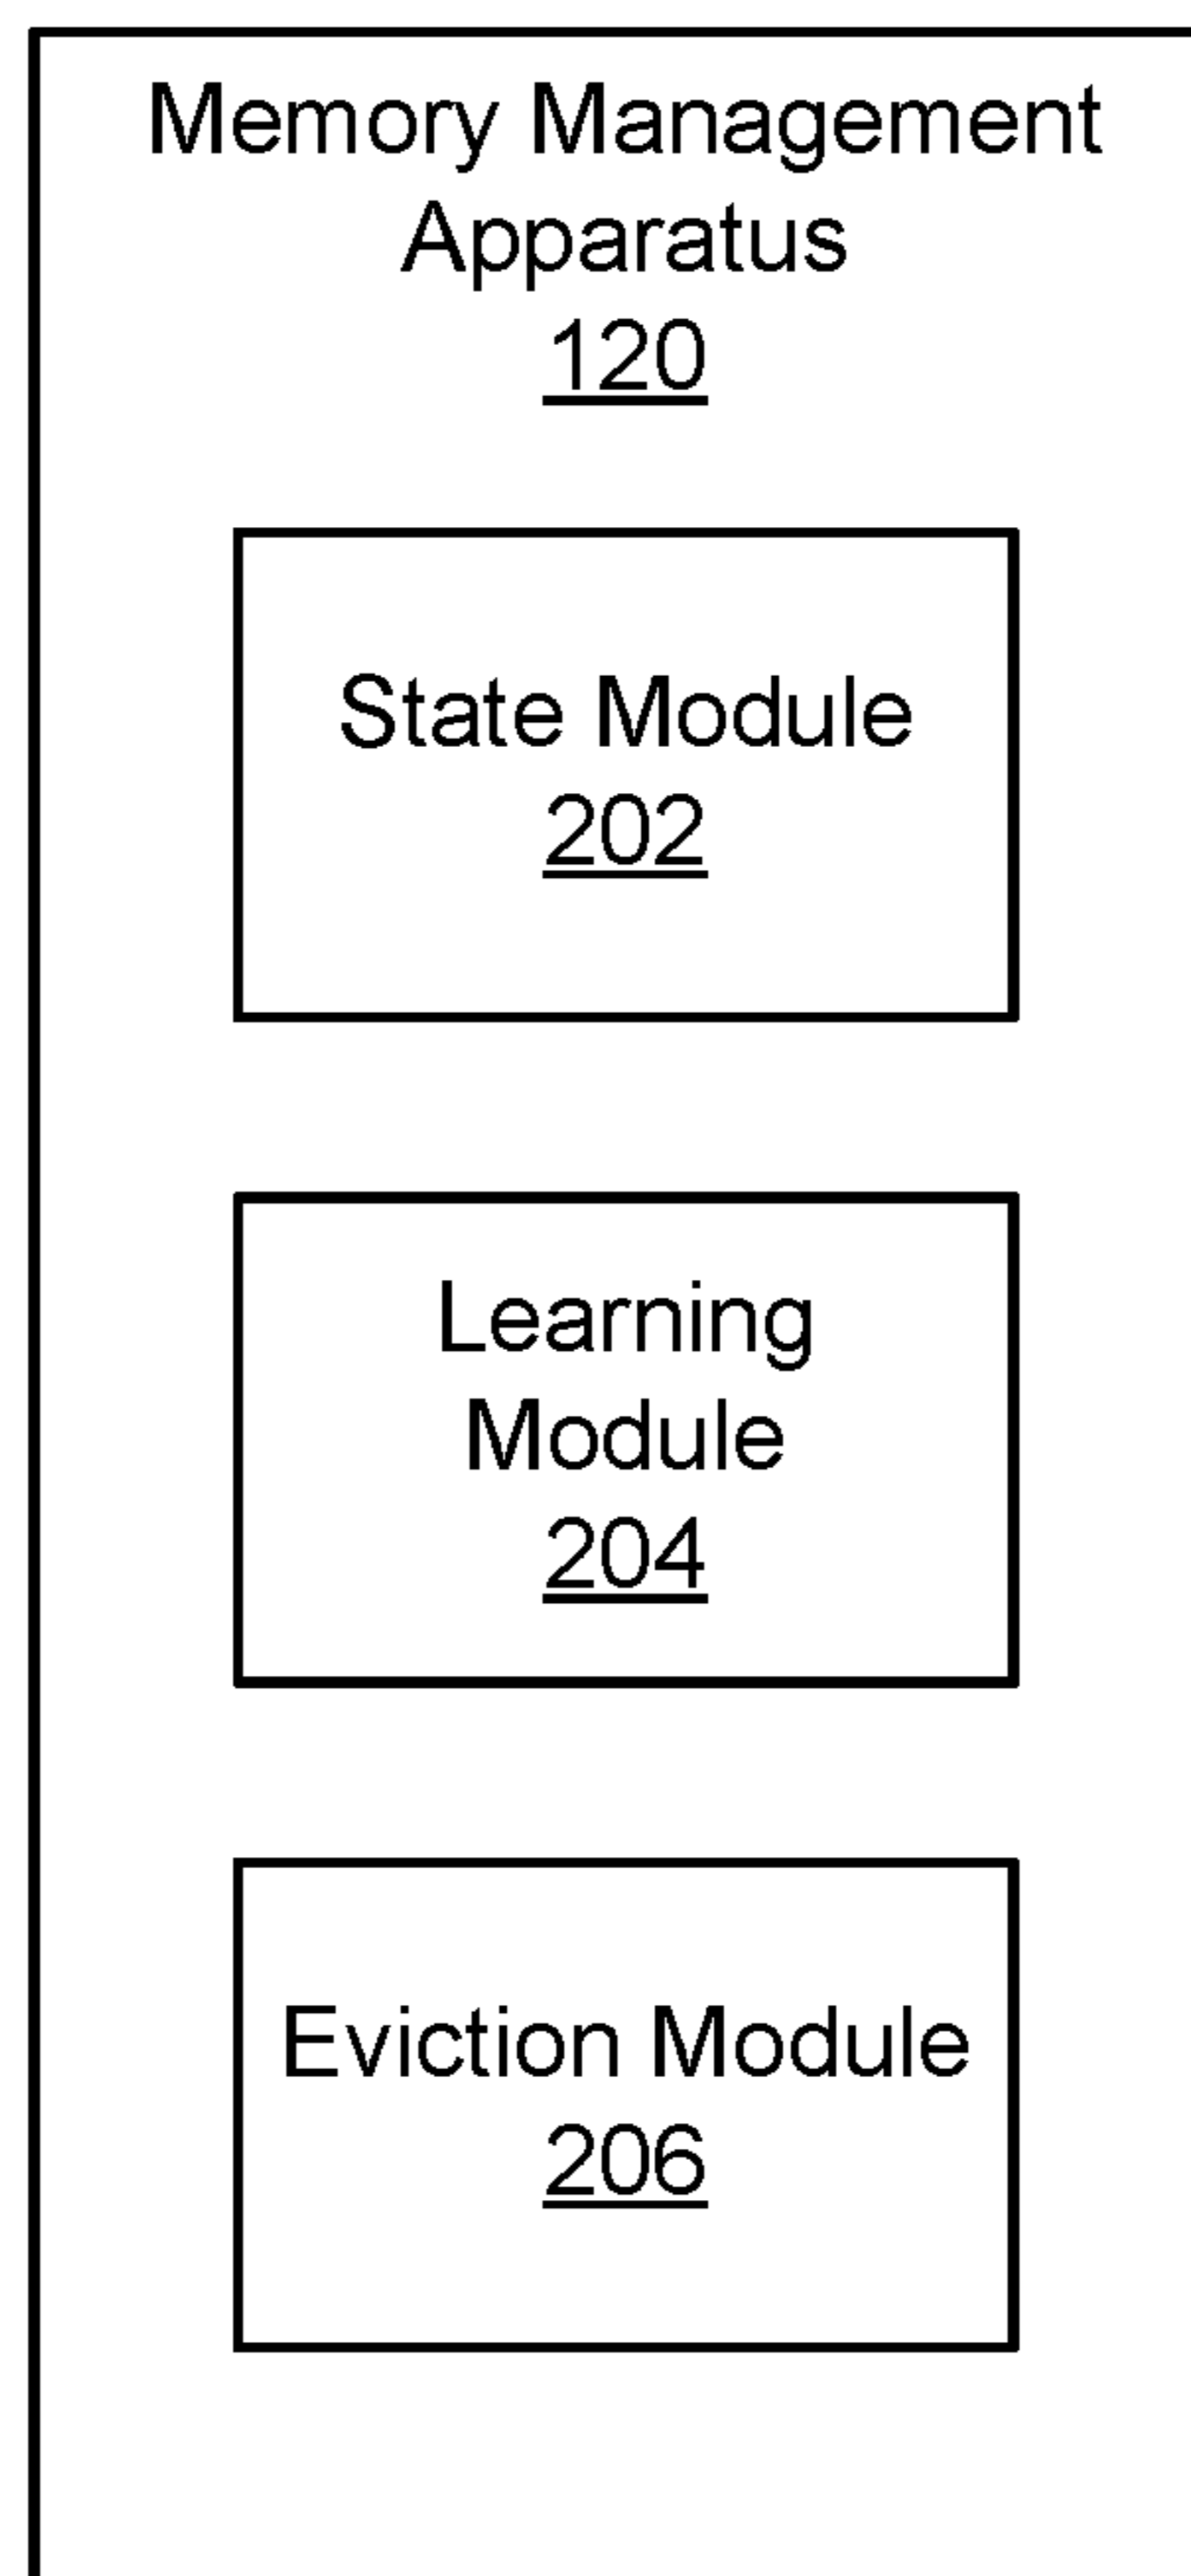 Memory Management
Apparatus
120
State Module
202
Learning
Module
204
Eviction Module
206